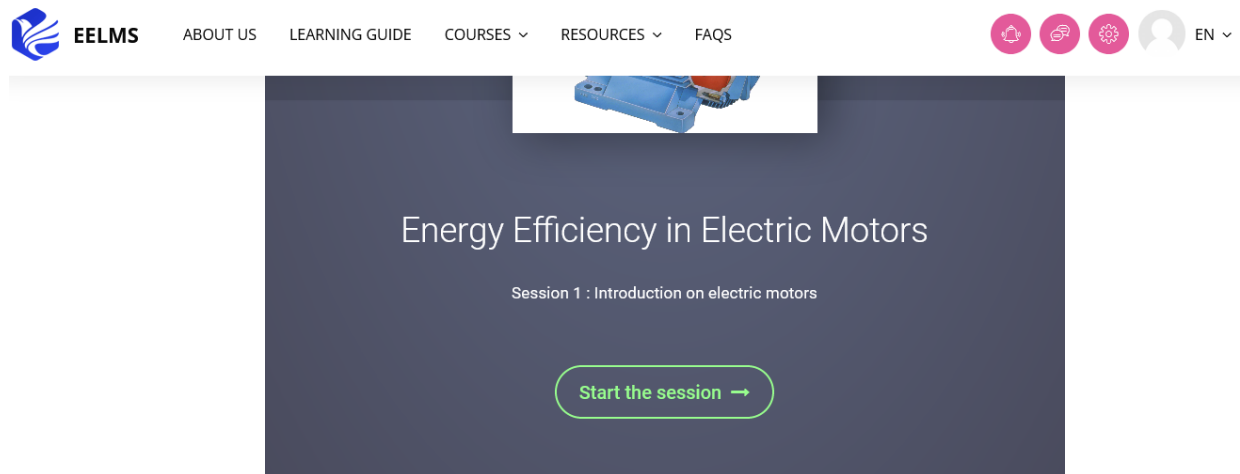 EELMS ABOUT US LEARNING GUIDE COURSES RESOURCES FAQS EN
Energy Efficiency in Electric Motors
Session 1 : Introduction on electric motors
Start the session